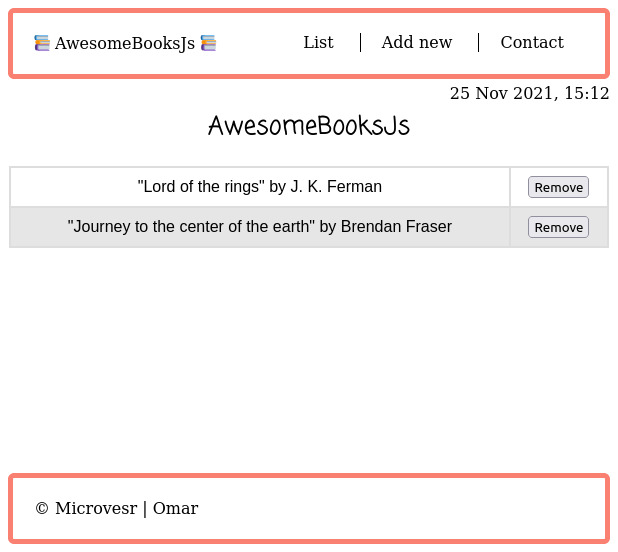 📚 AwesomeBooksJs 📚 List Add new Contact
25 Nov 2021, 15:12
AwesomeBooksJs
"Lord of the rings" by J. K. Ferman Remove
"Journey to the center of the earth" by Brendan Fraser Remove
© Microvesr | Omar